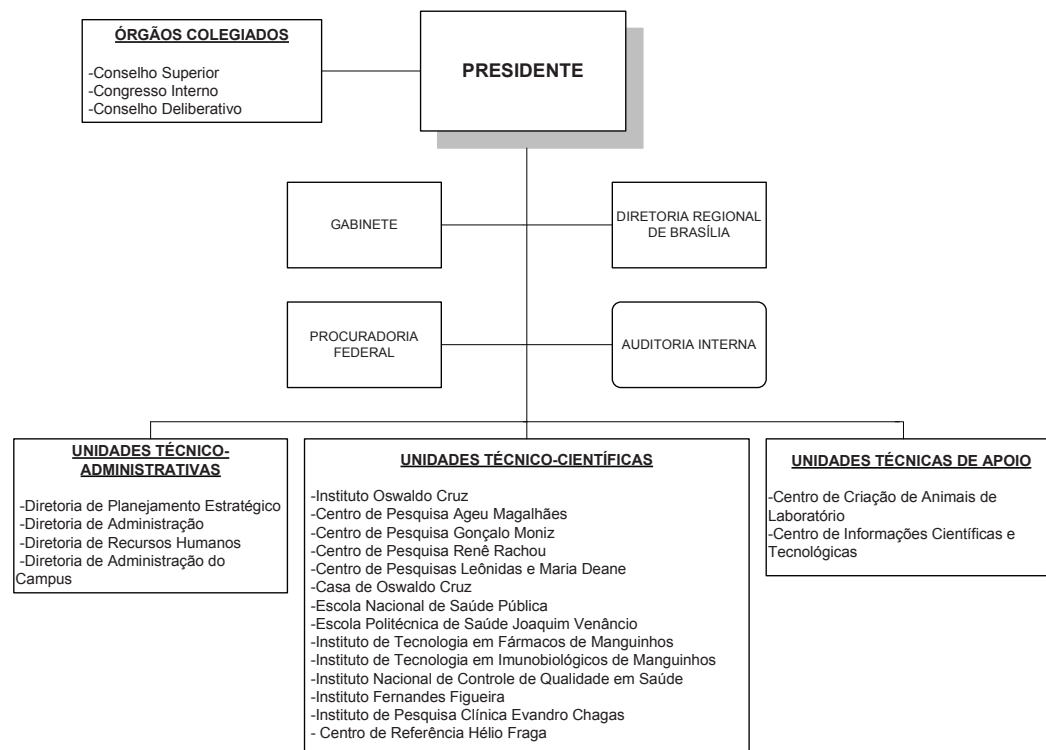 ÓRGÃOS COLEGIADOS
-Conselho Superior
-Congresso Interno
-Conselho Deliberativo
PRESIDENTE
GABINETE
DIRETORIA REGIONAL
DE BRASÍLIA
PROCURADORIA
FEDERAL
AUDITORIA INTERNA
UNIDADES TÉCNICO-
ADMINISTRATIVAS
-Diretoria de Planejamento Estratégico
-Diretoria de Administração
-Diretoria de Recursos Humanos
-Diretoria de Administração do
Campus
UNIDADES TÉCNICO-CIENTÍFICAS
-Instituto Oswaldo Cruz
-Centro de Pesquisa Ageu Magalhães
-Centro de Pesquisa Gonçalo Moniz
-Centro de Pesquisa Renê Rachou
-Centro de Pesquisas Leônidas e Maria Deane
-Casa de Oswaldo Cruz
-Escola Nacional de Saúde Pública
-Escola Politécnica de Saúde Joaquim Venâncio
-Instituto de Tecnologia em Fármacos de Manguinhos
-Instituto de Tecnologia em Imunobiológicos de Manguinhos
-Instituto Nacional de Controle de Qualidade em Saúde
-Instituto Fernandes Figueira
-Instituto de Pesquisa Clínica Evandro Chagas
- Centro de Referência Hélio Fraga
UNIDADES TÉCNICAS DE APOIO
-Centro de Criação de Animais de
Laboratório
-Centro de Informações Científicas e
Tecnológicas